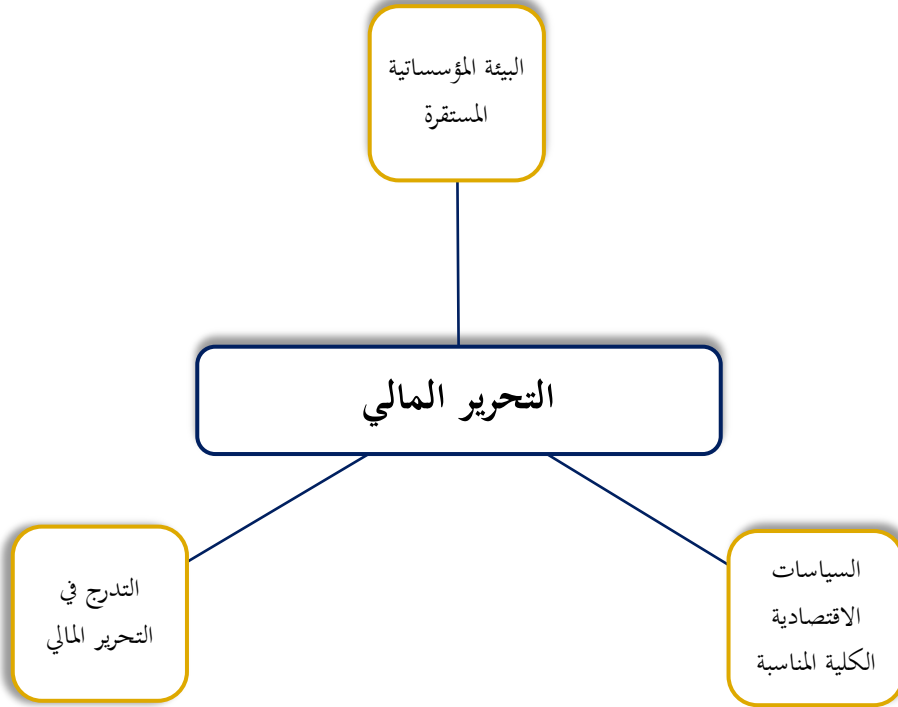 البيئة المؤسساتية
المستقرة
التحرير المالي
السياسات
الاقتصادية
الكلية المناسبة
التدرج في
التحرير المالي